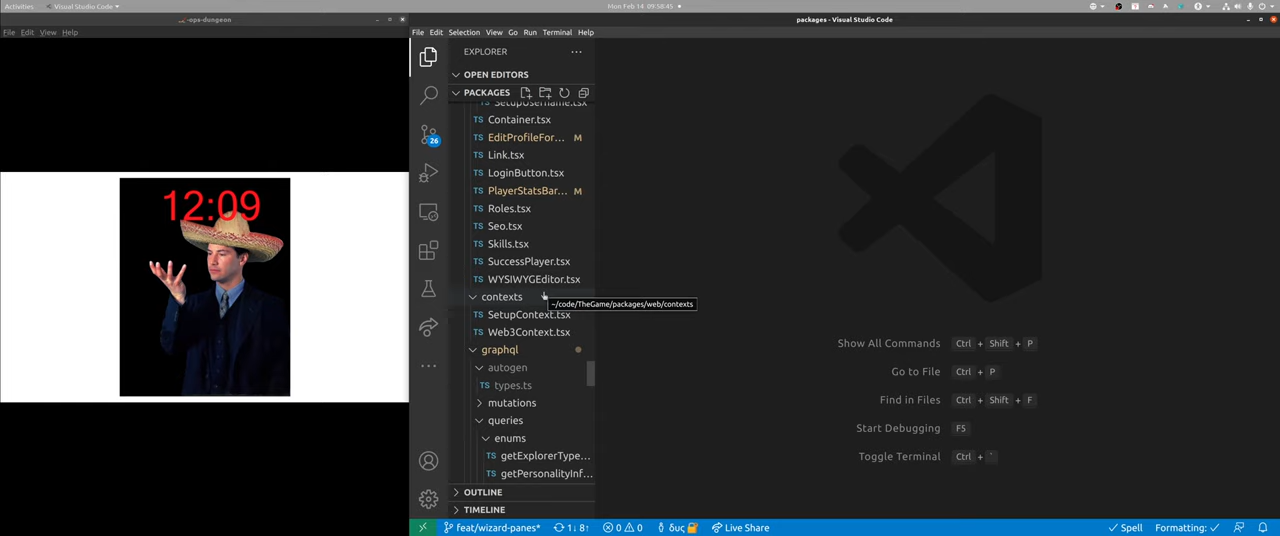 Activities
Visual Studio Code
Mon Feb 14 09:58:45
-ops-dungeon
packages - Visual Studio Code
File Edit View Help
File Edit Selection View Go Run Terminal Help
12:09
EXPLORER
OPEN EDITORS
PACKAGES
SetupUsername.tsx
Container.tsx
EditProfileFor... M
Link.tsx
LoginButton.tsx
PlayerStatsBar... M
Roles.tsx
Seo.tsx
Skills.tsx
SuccessPlayer.tsx
WYSIWYGEditor.tsx
contexts
~/code/TheGame/packages/web/contexts
SetupContext.tsx
Web3Context.tsx
graphql
autogen
types.ts
mutations
queries
enums
getExplorerType...
getPersonalityInf...
OUTLINE
TIMELINE
26
Show All Commands Ctrl + Shift + P
Go to File Ctrl + P
Find in Files Ctrl + Shift + F
Start Debugging F5
Toggle Terminal Ctrl + `
feat/wizard-panes* 1↓ 8↑ 0 0 δυς Live Share Spell Formatting: